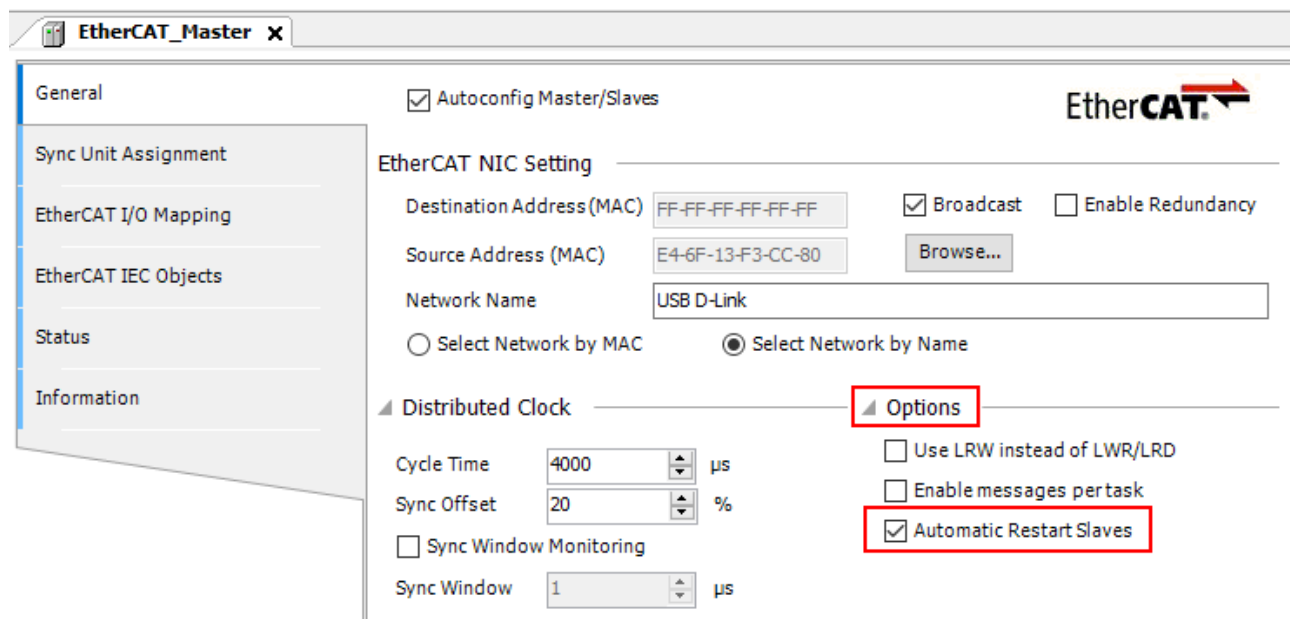 EtherCAT_Master
General
Autoconfig Master/Slaves
EtherCAT.
Sync Unit Assignment
EtherCAT NIC Setting
Destination Address (MAC) FF-FF-FF-FF-FF-FF Broadcast Enable Redundancy
EtherCAT I/O Mapping
Source Address (MAC) E4-6F-13-F3-CC-80 Browse...
EtherCAT IEC Objects
Network Name USB D-Link
Status
Select Network by MAC Select Network by Name
Information
Distributed Clock Options
Use LRW instead of LWR/LRD
Cycle Time 4000 µs
Enable messages per task
Sync Offset 20 %
Automatic Restart Slaves
Sync Window Monitoring
Sync Window 1 µs